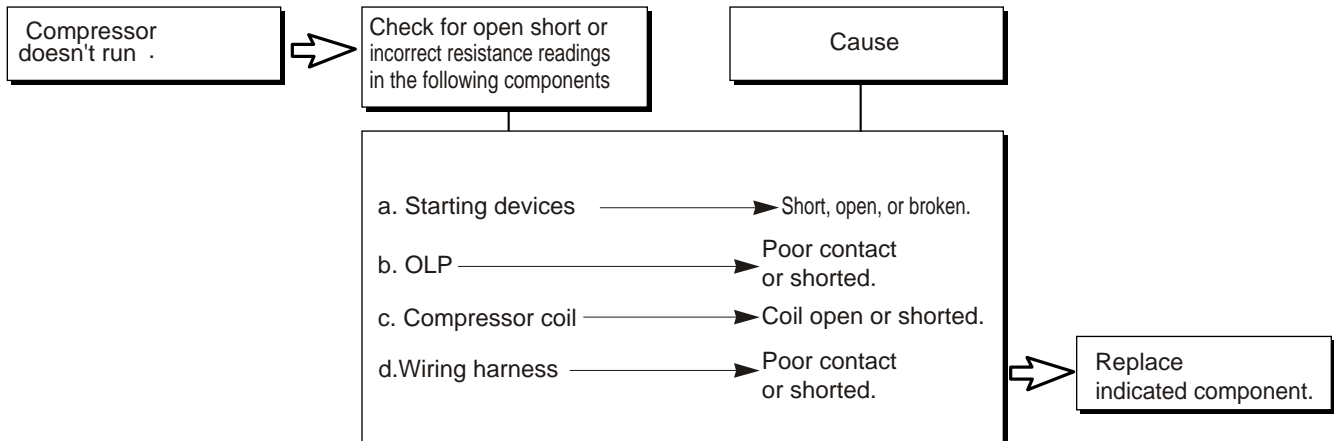 Compressor
doesn't run .
Check for open short or
incorrect resistance readings
in the following components
Cause
a. Starting devices
Short, open, or broken.
b. OLP
Poor contact
or shorted.
c. Compressor coil
Coil open or shorted.
d.Wiring harness
Poor contact
or shorted.
Replace
indicated component.